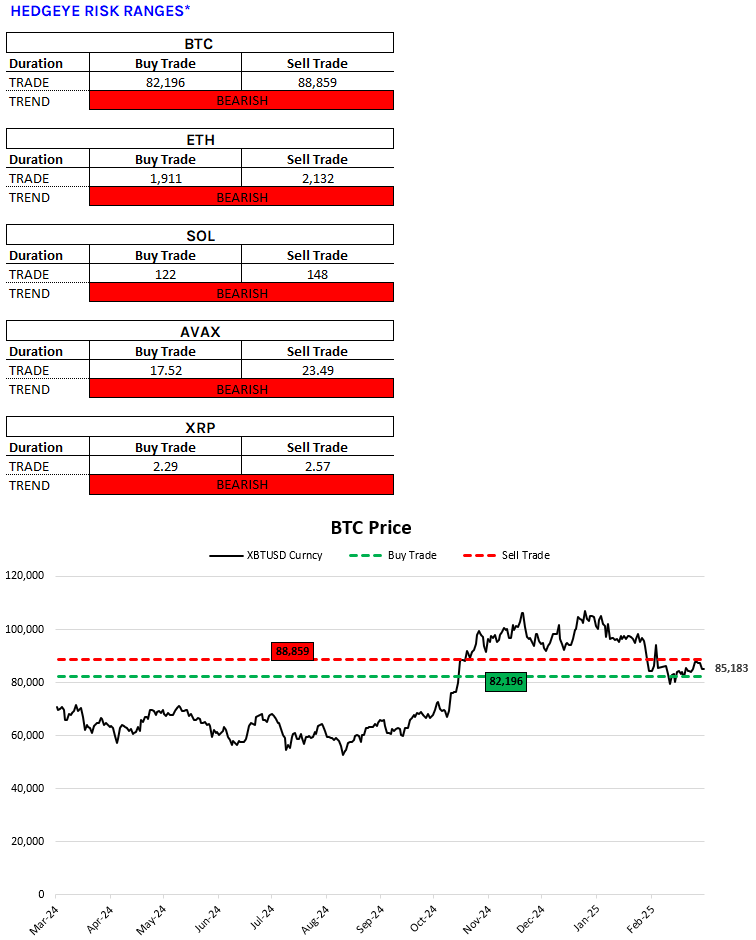 HEDGEYE RISK RANGES*
BTC
Duration Buy Trade Sell Trade
TRADE 82,196 88,859
TREND BEARISH
ETH
Duration Buy Trade Sell Trade
TRADE 1,911 2,132
TREND BEARISH
SOL
Duration Buy Trade Sell Trade
TRADE 122 148
TREND BEARISH
AVAX
Duration Buy Trade Sell Trade
TRADE 17.52 23.49
TREND BEARISH
XRP
Duration Buy Trade Sell Trade
TRADE 2.29 2.57
TREND BEARISH
BTC Price
XBTUSD Curncy Buy Trade Sell Trade
120,000
100,000
88,859
85,183
80,000
82,196
60,000
40,000
20,000
0
Mar-24 Apr-24 May-24 Jun-24 Jul-24 Aug-24 Sep-24 Oct-24 Nov-24 Dec-24 Jan-25 Feb-25